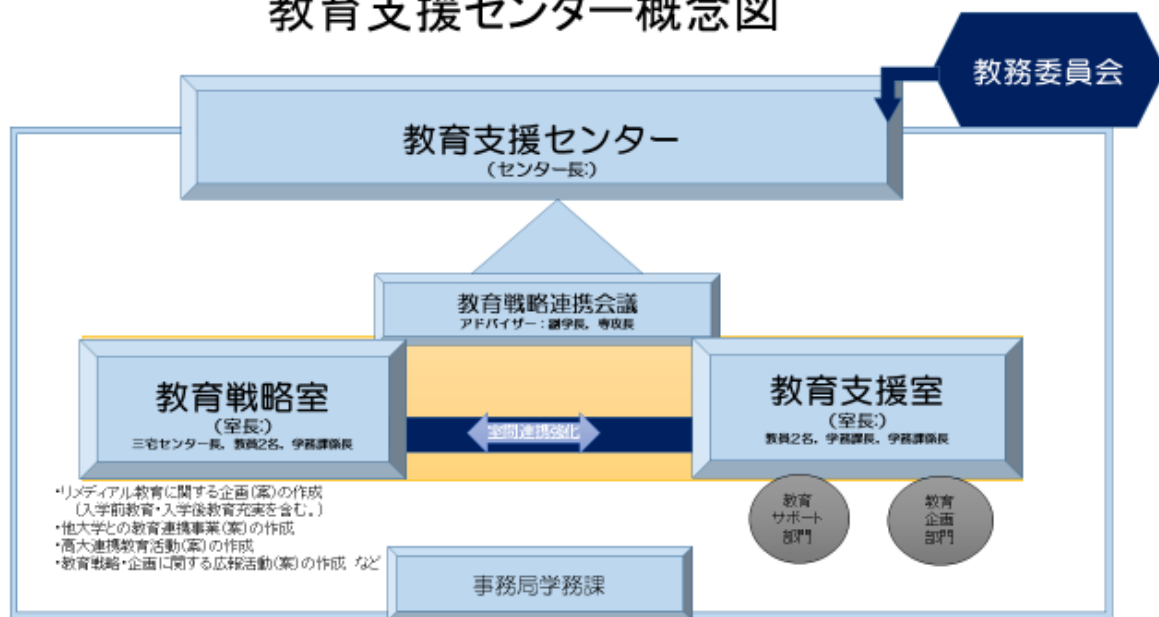 教育支援センター概念図
教務委員会
教育支援センター
(センター長:)
教育戦略連携会議
アドバイザー：副学長，専攻長
教育戦略室
(室長:)
三宅センター長，教員2名，学務課係長
室間連携強化
教育支援室
(室長:)
教員2名，学務課長，学務課係長
・リメディアル教育に関する企画(案)の作成
(入学前教育・入学後教育充実を含む。)
・他大学との教育連携事業(案)の作成
・高大連携教育活動(案)の作成
・教育戦略・企画に関する広報活動(案)の作成 など
教育
サポート
部門
教育
企画
部門
事務局学務課